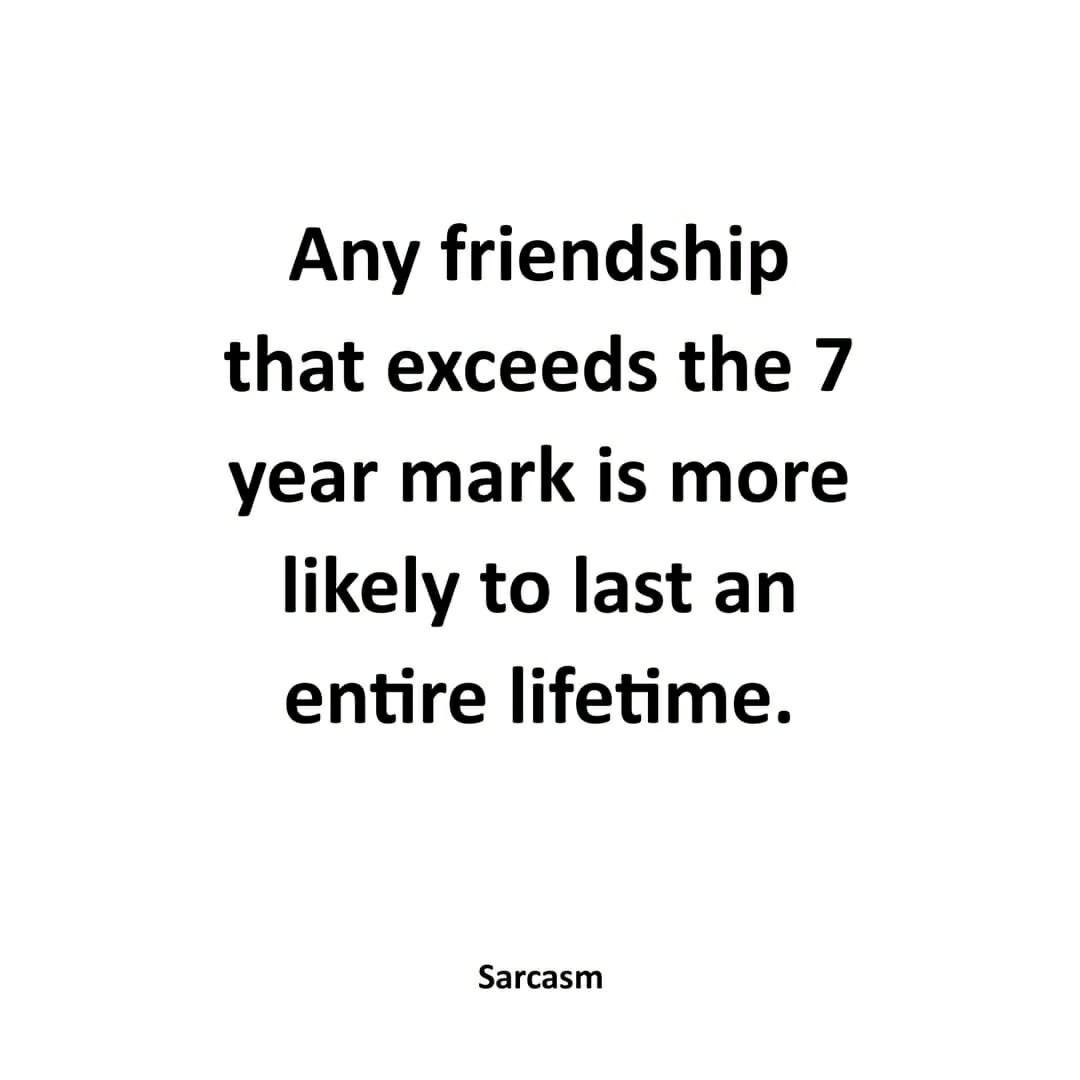 Any friendship
that exceeds the 7
year mark is more
likely to last an
entire lifetime.
Sarcasm